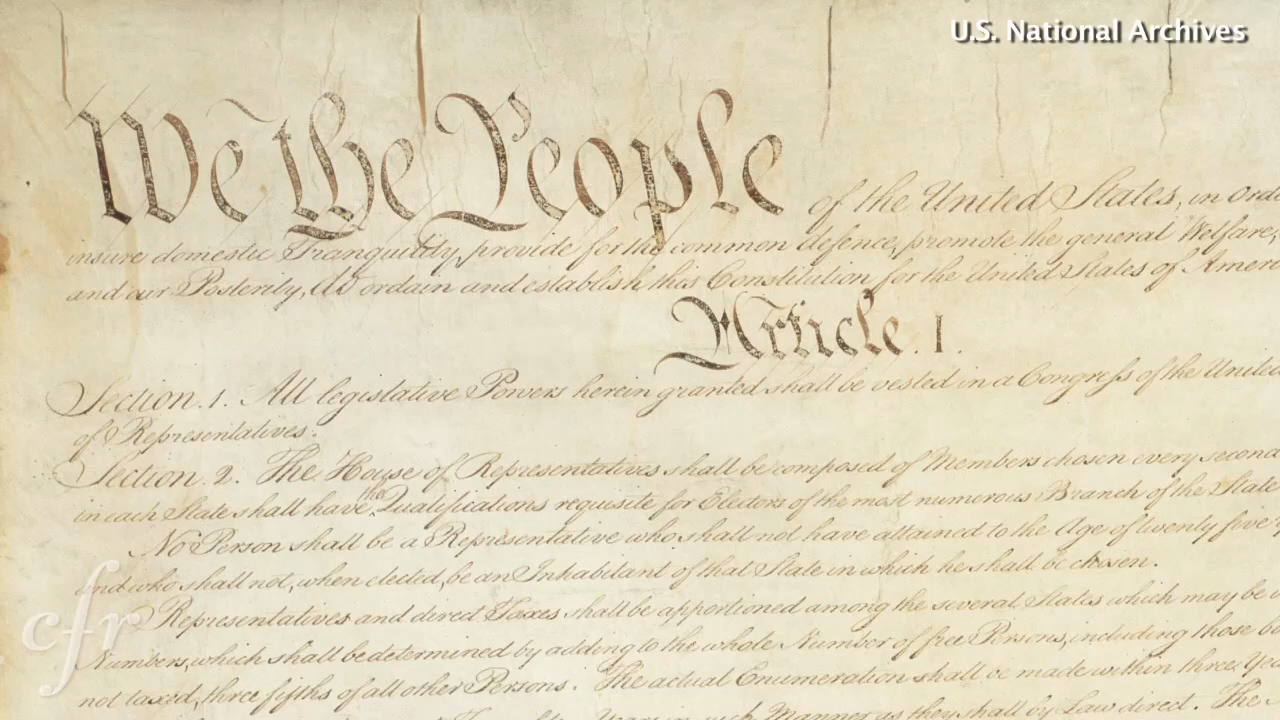 U.S. National Archives
We the People of the United States, in Orde
insure domestic Tranquility, provide for the common defence, promote the general Welfare,
and our Posterity, do ordain and establish this Constitution for the United States of Ameri
Article. I.
Section. 1. All legislative Powers herein granted shall be vested in a Congress of the United
of Representatives.
Section. 2. The House of Representatives shall be composed of Members chosen every second
in each State shall have the Qualifications requisite for Electors of the most numerous Branch of the State
No Person shall be a Representative who shall not have attained to the Age of twenty five
and who shall not, when elected, be an Inhabitant of that State in which he shall be chosen.
Representatives and direct Taxes shall be apportioned among the several States which may be
Numbers, which shall be determined by adding to the whole Number of free Persons, including those bo
not taxed, three fifths of all other Persons. The actual Enumeration shall be made within three Yea
in such Manner as they shall by Law direct. The
cfr